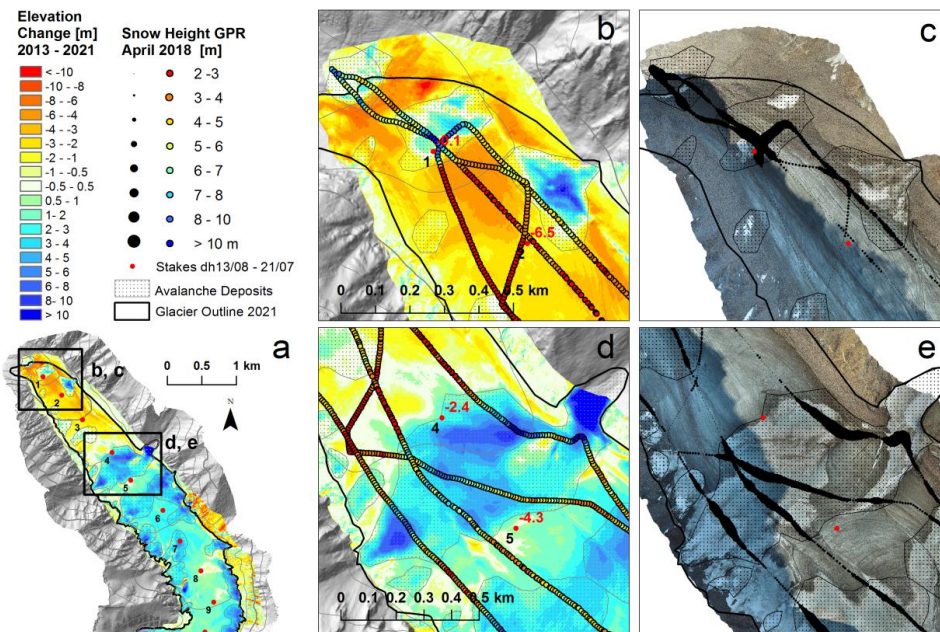 Elevation
Change [m]
2013 - 2021
< -10
-10 - -8
-8 - -6
-6 - -4
-4 - -3
-3 - -2
-2 - -1
-1 - -0.5
-0.5 - 0.5
0.5 - 1
1 - 2
2 - 3
3 - 4
4 - 5
5 - 6
6 - 8
8 - 10
> 10
Snow Height GPR
April 2018 [m]
2 - 3
3 - 4
4 - 5
5 - 6
6 - 7
7 - 8
8 - 10
> 10 m
Stakes dh13/08 - 21/07
Avalanche Deposits
Glacier Outline 2021
a
0 0.5 1 km
N
b, c
d, e
1
2
3
4
5
6
7
8
9
b
1
-6.5
2
0 0.1 0.2 0.3 0.4 0.5 km
c
d
-2.4
4
-4.3
5
0 0.1 0.2 0.3 0.4 0.5 km
e